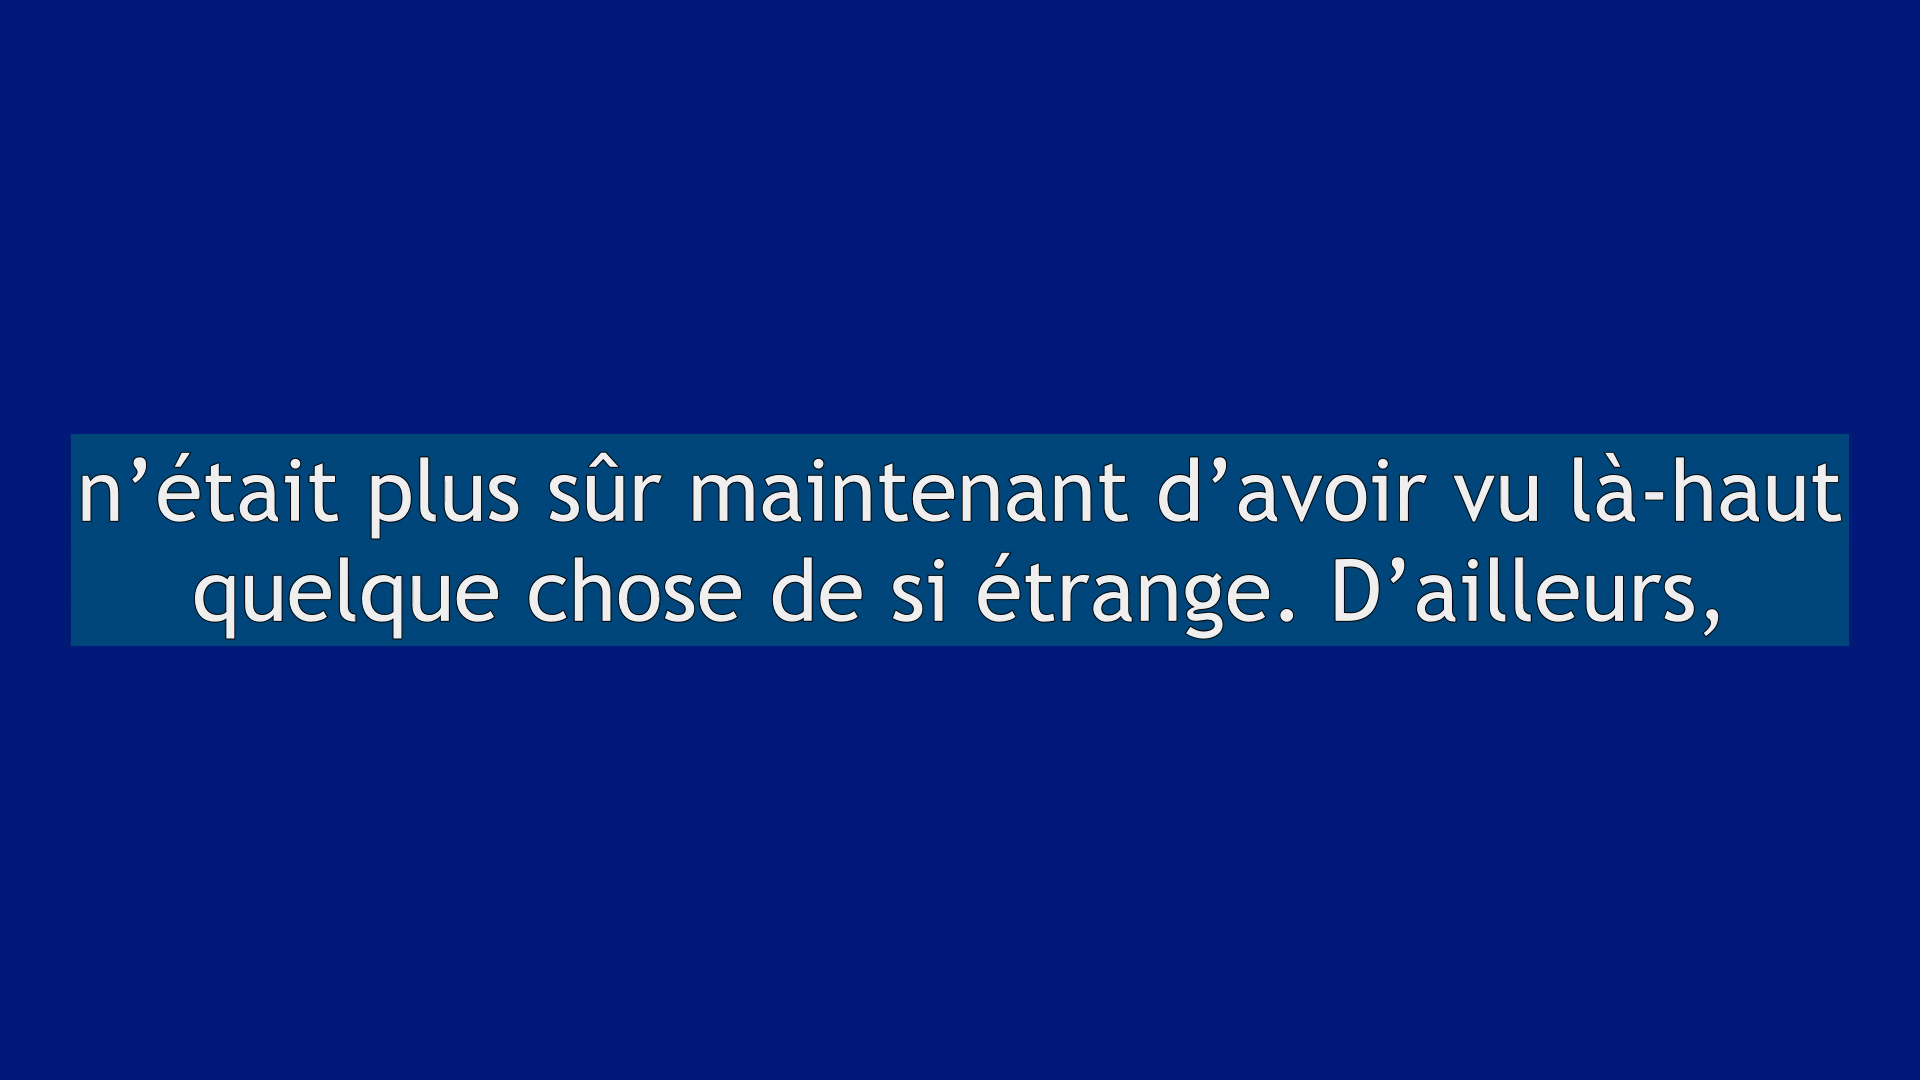 n’était plus sûr maintenant d’avoir vu là-haut
quelque chose de si étrange. D’ailleurs,